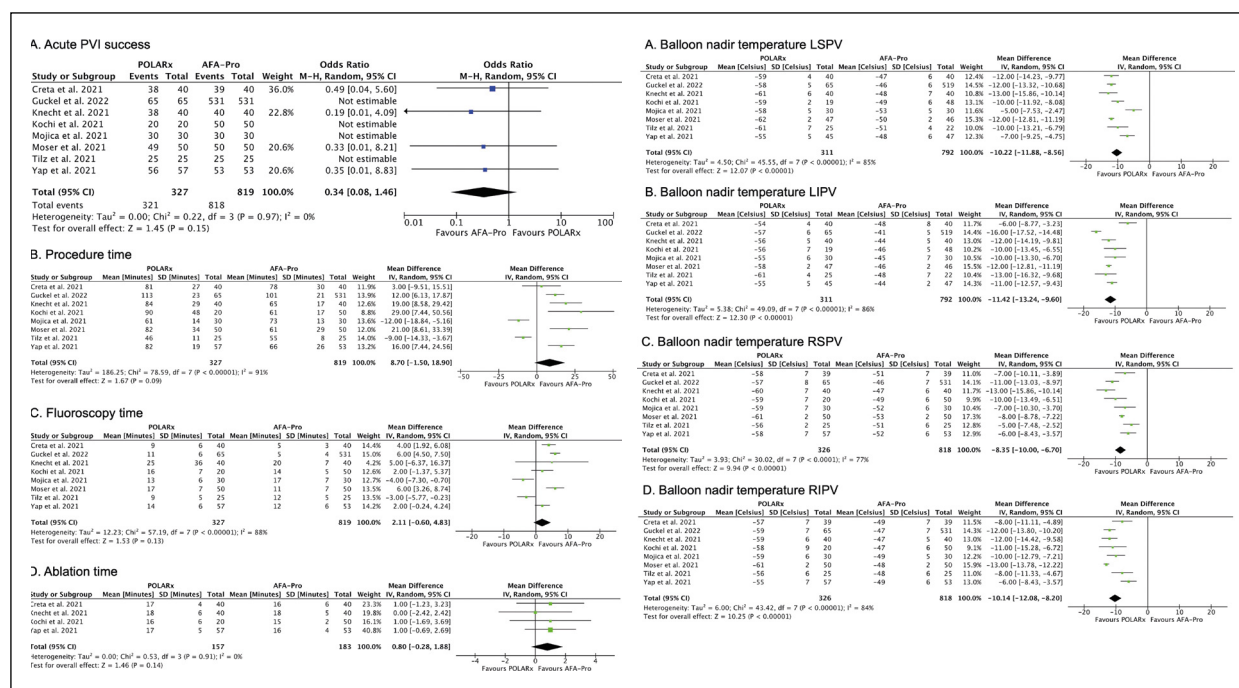 A. Acute PVI success
POLARx AFA-Pro Odds Ratio Odds Ratio
Study or Subgroup Events Total Events Total Weight M-H, Random, 95% CI M-H, Random, 95% CI
Creta et al. 2021 38 40 39 40 36.0% 0.49 [0.04, 5.60]
Guckel et al. 2022 65 65 531 531 Not estimable
Knecht et al. 2021 38 40 40 40 22.8% 0.19 [0.01, 4.09]
Kochi et al. 2021 20 20 50 50 Not estimable
Mojica et al. 2021 30 30 30 30 Not estimable
Moser et al. 2021 49 50 50 50 20.6% 0.33 [0.01, 8.21]
Tilz et al. 2021 25 25 25 25 Not estimable
Yap et al. 2021 56 57 53 53 20.6% 0.35 [0.01, 8.83]
Total (95% CI) 327 819 100.0% 0.34 [0.08, 1.46]
Total events 321 818
Heterogeneity: Tau² = 0.00; Chi² = 0.22, df = 3 (P = 0.97); I² = 0%
Test for overall effect: Z = 1.45 (P = 0.15)
0.01 0.1 1 10 100
Favours AFA-Pro Favours POLARx
B. Procedure time
POLARx AFA-Pro Mean Difference Mean Difference
Study or Subgroup Mean [Minutes] SD [Minutes] Total Mean [Minutes] SD [Minutes] Total Weight IV, Random, 95% CI IV, Random, 95% CI
Creta et al. 2021 81 27 40 78 30 40 11.9% 3.00 [-9.51, 15.51]
Guckel et al. 2022 113 23 65 101 21 531 13.9% 12.00 [6.13, 17.87]
Knecht et al. 2021 84 29 40 65 17 40 12.6% 19.00 [8.58, 29.42]
Kochi et al. 2021 90 48 20 61 17 50 8.8% 29.00 [7.44, 50.56]
Mojica et al. 2021 61 14 30 73 13 30 13.7% -12.00 [-18.84, -5.16]
Moser et al. 2021 82 34 50 61 29 50 11.9% 21.00 [8.61, 33.39]
Tilz et al. 2021 46 11 25 55 8 25 14.0% -9.00 [-14.33, -3.67]
Yap et al. 2021 82 19 57 66 26 53 13.2% 16.00 [7.44, 24.56]
Total (95% CI) 327 819 100.0% 8.70 [-1.50, 18.90]
Heterogeneity: Tau² = 186.25; Chi² = 78.59, df = 7 (P < 0.00001); I² = 91%
Test for overall effect: Z = 1.67 (P = 0.09)
-50 -25 0 25 50
Favours POLARx Favours AFA-Pro
C. Fluoroscopy time
POLARx AFA-Pro Mean Difference Mean Difference
Study or Subgroup Mean [Minutes] SD [Minutes] Total Mean [Minutes] SD [Minutes] Total Weight IV, Random, 95% CI IV, Random, 95% CI
Creta et al. 2021 9 6 40 5 3 40 14.4% 4.00 [1.92, 6.08]
Guckel et al. 2022 11 6 65 5 4 531 15.0% 6.00 [4.50, 7.50]
Knecht et al. 2021 25 36 40 20 7 40 4.2% 5.00 [-6.37, 16.37]
Kochi et al. 2021 16 7 20 14 5 50 12.8% 2.00 [-1.37, 5.37]
Mojica et al. 2021 13 6 30 17 7 30 12.9% -4.00 [-7.30, -0.70]
Moser et al. 2021 17 7 50 11 7 50 13.7% 6.00 [3.26, 8.74]
Tilz et al. 2021 9 5 25 12 5 25 13.7% -3.00 [-5.77, -0.23]
Yap et al. 2021 14 6 57 12 6 53 14.2% 2.00 [-0.24, 4.24]
Total (95% CI) 327 819 100.0% 2.11 [-0.60, 4.83]
Heterogeneity: Tau² = 12.23; Chi² = 57.19, df = 7 (P < 0.00001); I² = 88%
Test for overall effect: Z = 1.53 (P = 0.13)
-20 -10 0 10 20
Favours POLARx Favours AFA-Pro
D. Ablation time
POLARx AFA-Pro Mean Difference Mean Difference
Study or Subgroup Mean [Minutes] SD [Minutes] Total Mean [Minutes] SD [Minutes] Total Weight IV, Random, 95% CI IV, Random, 95% CI
Creta et al. 2021 17 4 40 16 6 40 23.3% 1.00 [-1.23, 3.23]
Knecht et al. 2021 18 6 40 18 5 40 19.8% 0.00 [-2.42, 2.42]
Kochi et al. 2021 16 6 20 15 2 50 16.1% 1.00 [-1.69, 3.69]
Yap et al. 2021 17 5 57 16 4 53 40.8% 1.00 [-0.69, 2.69]
Total (95% CI) 157 183 100.0% 0.80 [-0.28, 1.88]
Heterogeneity: Tau² = 0.00; Chi² = 0.53, df = 3 (P = 0.91); I² = 0%
Test for overall effect: Z = 1.46 (P = 0.14)
-4 -2 0 2 4
Favours POLARx Favours AFA-Pro
A. Balloon nadir temperature LSPV
POLARx AFA-Pro Mean Difference Mean Difference
Study or Subgroup Mean [Celsius] SD [Celsius] Total Mean [Celsius] SD [Celsius] Total Weight IV, Random, 95% CI IV, Random, 95% CI
Creta et al. 2021 -59 4 40 -47 6 40 12.4% -12.00 [-14.23, -9.77]
Guckel et al. 2022 -58 5 65 -46 6 519 13.7% -12.00 [-13.32, -10.68]
Knecht et al. 2021 -61 6 40 -48 7 40 11.2% -13.00 [-15.86, -10.14]
Kochi et al. 2021 -59 2 19 -49 6 48 12.9% -10.00 [-11.92, -8.08]
Mojica et al. 2021 -58 5 30 -53 5 30 11.9% -5.00 [-7.53, -2.47]
Moser et al. 2021 -62 2 47 -50 2 46 14.2% -12.00 [-12.81, -11.19]
Tilz et al. 2021 -61 7 25 -51 4 22 10.7% -10.00 [-13.21, -6.79]
Yap et al. 2021 -55 5 45 -48 6 47 12.4% -7.00 [-9.25, -4.75]
Total (95% CI) 311 792 100.0% -10.22 [-11.88, -8.56]
Heterogeneity: Tau² = 4.50; Chi² = 45.55, df = 7 (P < 0.00001); I² = 85%
Test for overall effect: Z = 12.07 (P < 0.00001)
-20 -10 0 10 20
Favours POLARx Favours AFA-Pro
B. Balloon nadir temperature LIPV
POLARx AFA-Pro Mean Difference Mean Difference
Study or Subgroup Mean [Celsius] SD [Celsius] Total Mean [Celsius] SD [Celsius] Total Weight IV, Random, 95% CI IV, Random, 95% CI
Creta et al. 2021 -54 4 40 -48 8 40 11.7% -6.00 [-8.77, -3.23]
Guckel et al. 2022 -57 6 65 -41 5 519 14.4% -16.00 [-17.52, -14.48]
Knecht et al. 2021 -56 5 40 -44 5 40 12.9% -12.00 [-14.19, -9.81]
Kochi et al. 2021 -56 7 19 -46 5 48 10.5% -10.00 [-13.45, -6.55]
Mojica et al. 2021 -55 6 30 -45 7 30 10.8% -10.00 [-13.30, -6.70]
Moser et al. 2021 -58 2 47 -46 2 46 15.4% -12.00 [-12.81, -11.19]
Tilz et al. 2021 -61 4 25 -48 7 22 10.7% -13.00 [-16.32, -9.68]
Yap et al. 2021 -55 5 45 -44 2 47 14.2% -11.00 [-12.57, -9.43]
Total (95% CI) 311 792 100.0% -11.42 [-13.24, -9.60]
Heterogeneity: Tau² = 5.38; Chi² = 49.09, df = 7 (P < 0.00001); I² = 86%
Test for overall effect: Z = 12.30 (P < 0.00001)
-20 -10 0 10 20
Favours POLARx Favours AFA-Pro
C. Balloon nadir temperature RSPV
POLARx AFA-Pro Mean Difference Mean Difference
Study or Subgroup Mean [Celsius] SD [Celsius] Total Mean [Celsius] SD [Celsius] Total Weight IV, Random, 95% CI IV, Random, 95% CI
Creta et al. 2021 -58 7 39 -51 7 39 11.0% -7.00 [-10.11, -3.89]
Guckel et al. 2022 -57 8 65 -46 7 531 14.1% -11.00 [-13.03, -8.97]
Knecht et al. 2021 -60 7 40 -47 6 40 11.7% -13.00 [-15.86, -10.14]
Kochi et al. 2021 -59 7 20 -49 6 50 9.9% -10.00 [-13.49, -6.51]
Mojica et al. 2021 -59 7 30 -52 6 30 10.4% -7.00 [-10.30, -3.70]
Moser et al. 2021 -61 2 50 -53 2 50 17.1% -8.00 [-8.78, -7.22]
Tilz et al. 2021 -56 2 25 -51 6 25 13.0% -5.00 [-7.48, -2.52]
Yap et al. 2021 -58 7 57 -52 6 53 13.1% -6.00 [-8.43, -3.57]
Total (95% CI) 326 818 100.0% -8.35 [-10.00, -6.70]
Heterogeneity: Tau² = 3.93; Chi² = 30.02, df = 7 (P < 0.0001); I² = 77%
Test for overall effect: Z = 9.94 (P < 0.00001)
-20 -10 0 10 20
Favours POLARx Favours AFA-Pro
D. Balloon nadir temperature RIPV
POLARx AFA-Pro Mean Difference Mean Difference
Study or Subgroup Mean [Celsius] SD [Celsius] Total Mean [Celsius] SD [Celsius] Total Weight IV, Random, 95% CI IV, Random, 95% CI
Creta et al. 2021 -57 7 39 -49 7 39 11.5% -8.00 [-11.11, -4.89]
Guckel et al. 2022 -59 7 65 -47 7 531 14.3% -12.00 [-13.80, -10.20]
Knecht et al. 2021 -59 6 40 -47 5 40 13.1% -12.00 [-14.42, -9.58]
Kochi et al. 2021 -58 9 20 -47 6 50 9.1% -11.00 [-15.28, -6.72]
Mojica et al. 2021 -59 6 30 -49 5 30 12.2% -10.00 [-12.79, -7.21]
Moser et al. 2021 -61 2 50 -48 2 50 15.9% -13.00 [-13.78, -12.22]
Tilz et al. 2021 -56 6 25 -48 6 25 11.0% -8.00 [-11.33, -4.67]
Yap et al. 2021 -55 7 57 -49 6 53 13.1% -6.00 [-8.43, -3.57]
Total (95% CI) 326 818 100.0% -10.14 [-12.08, -8.20]
Heterogeneity: Tau² = 6.00; Chi² = 43.42, df = 7 (P < 0.00001); I² = 84%
Test for overall effect: Z = 10.25 (P < 0.00001)
-20 -10 0 10 20
Favours POLARx Favours AFA-Pro